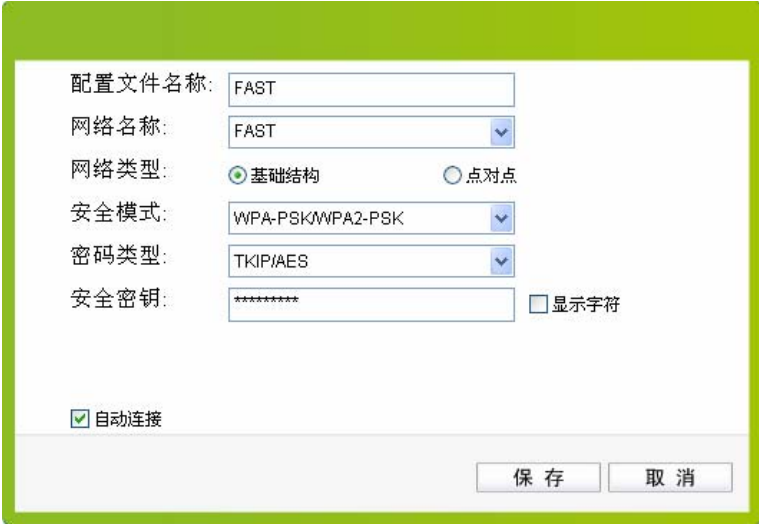 配置文件名称: FAST
网络名称: FAST
网络类型: 基础结构 点对点
安全模式: WPA-PSK/WPA2-PSK
密码类型: TKIP/AES
安全密钥: ********* 显示字符
自动连接
保 存 取 消